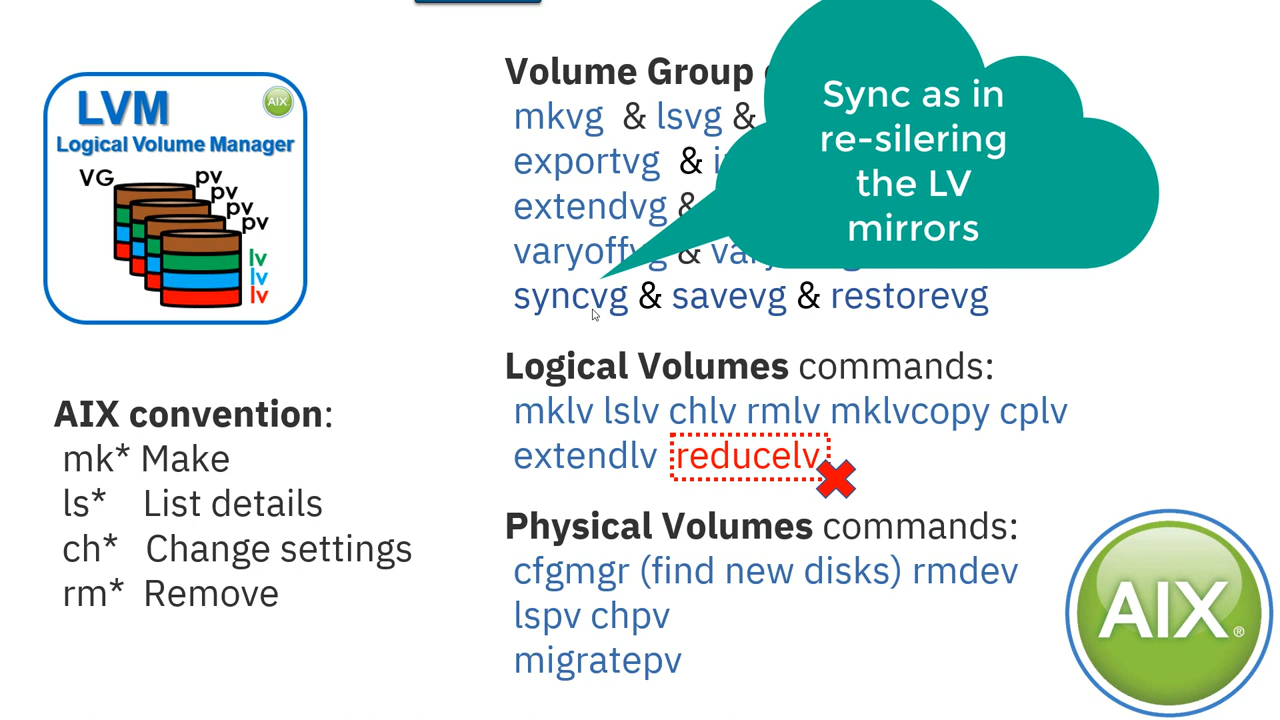 LVM
AIX
Logical Volume Manager
VG
pv
pv
pv
pv
lv
lv
lv
AIX convention:
mk* Make
ls* List details
ch* Change settings
rm* Remove
Volume Group
mkvg & lsvg &
exportvg &
extendvg &
varyoffvg &
syncvg & savevg & restorevg
Sync as in
re-silering
the LV
mirrors
Logical Volumes commands:
mklv lslv chlv rmlv mklvcopy cplv
extendlv reducelv
Physical Volumes commands:
cfgmgr (find new disks) rmdev
lspv chpv
migratepv
AIX®